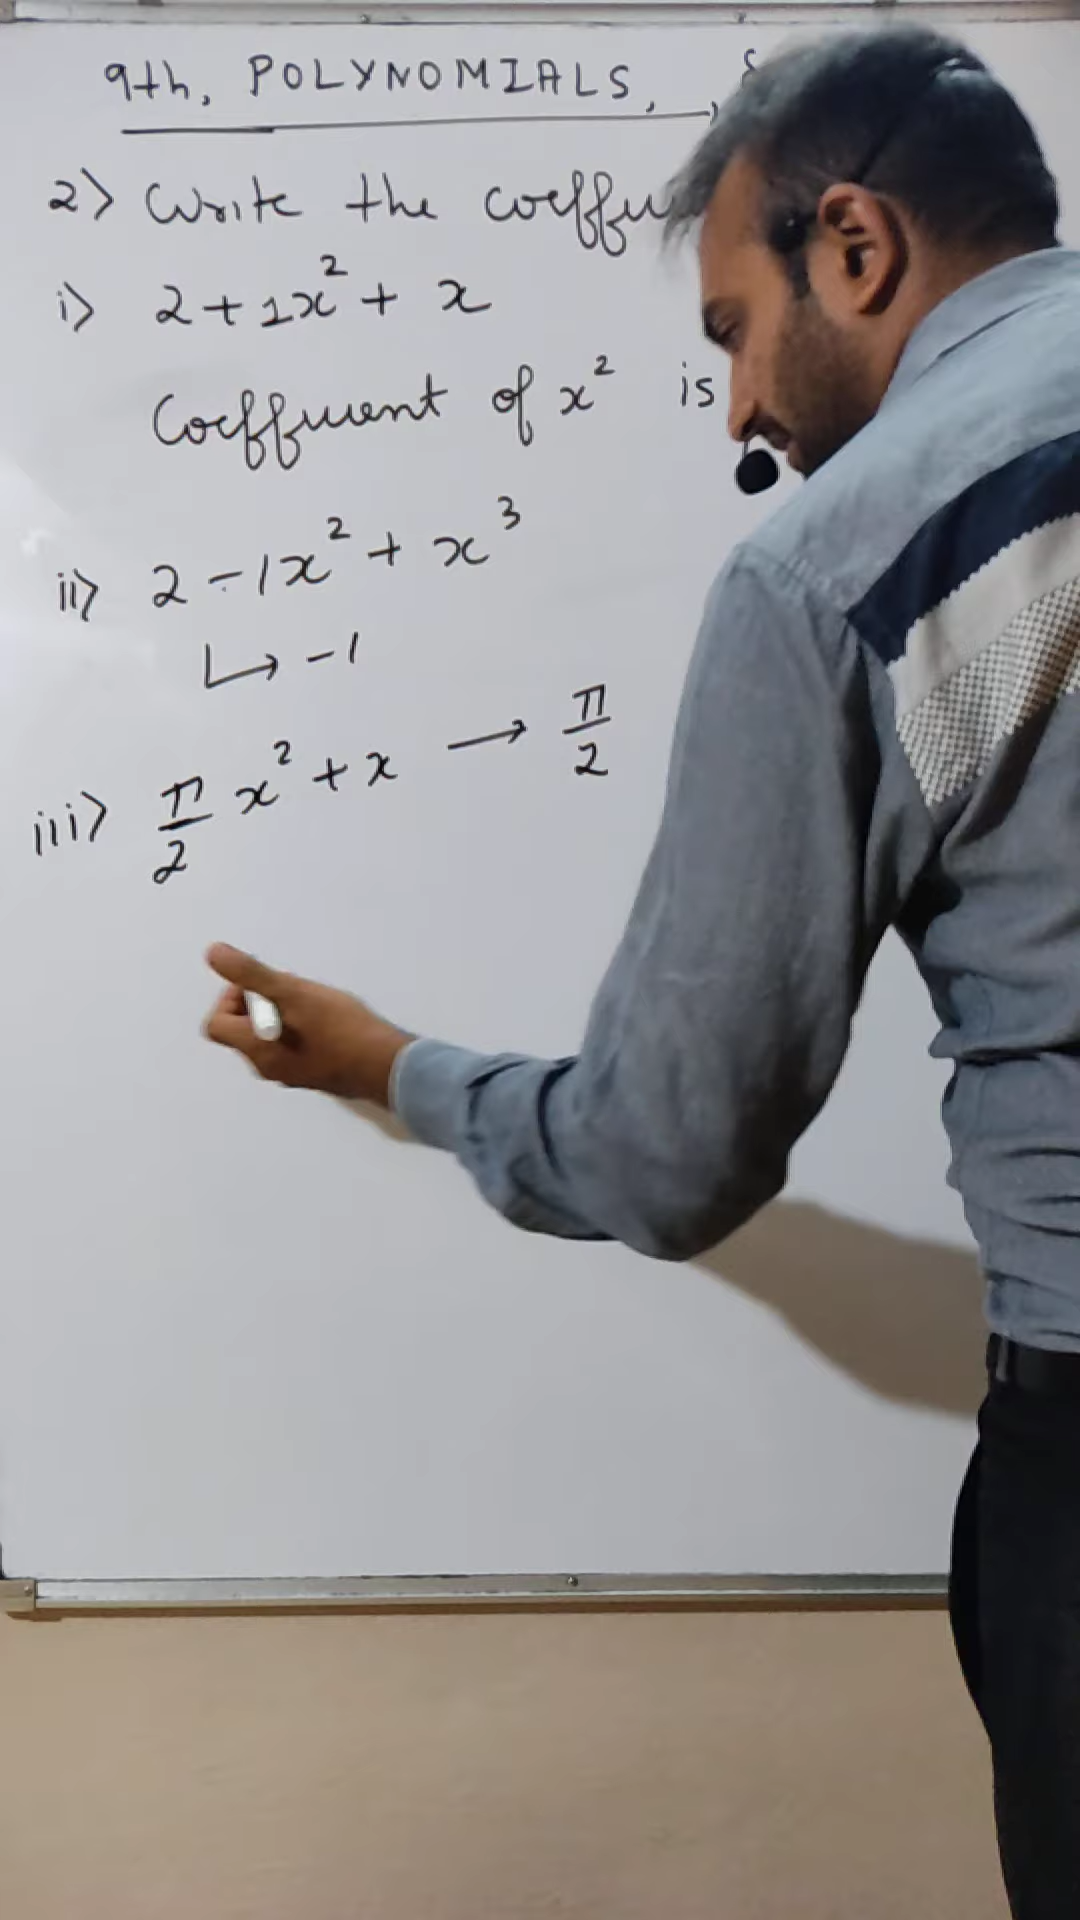 9th, POLYNOMIALS,
2) Write the
i) 2 + 1x² + x
Coefficient of x² is
ii) 2 - 1x² + x³
↳ -1
iii) π/2 x² + x → π/2